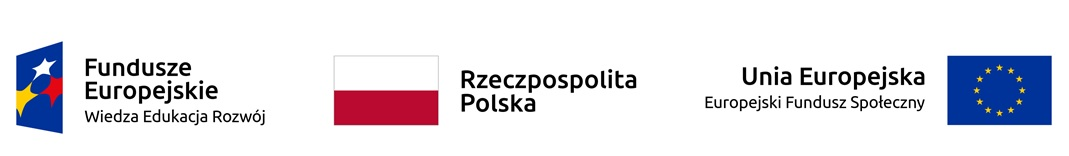 Fundusze
Europejskie
Wiedza Edukacja Rozwój
Rzeczpospolita
Polska
Unia Europejska
Europejski Fundusz Społeczny